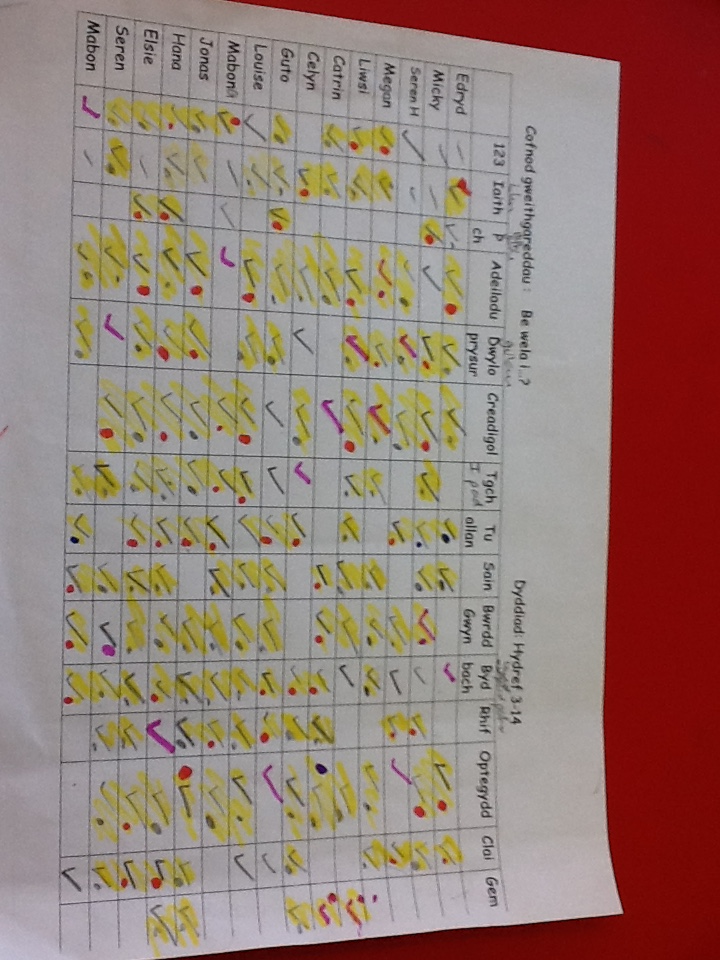 Cofnod gweithgareddau : Be wela i...? Dyddiad: Hydref 3-14
123 Iaith P ch Adeiladu Dwylo prysur Creadigol Tgch I pad Tu allan Sain Bwrdd Gwyn Byd bach Rhif Optegydd Clai Gem
Edryd
Micky
Seren H
Megan
Liwsi
Catrin
Celyn
Guto
Louise
Mabon G
Jonas
Hana
Elsie
Seren
Mabon